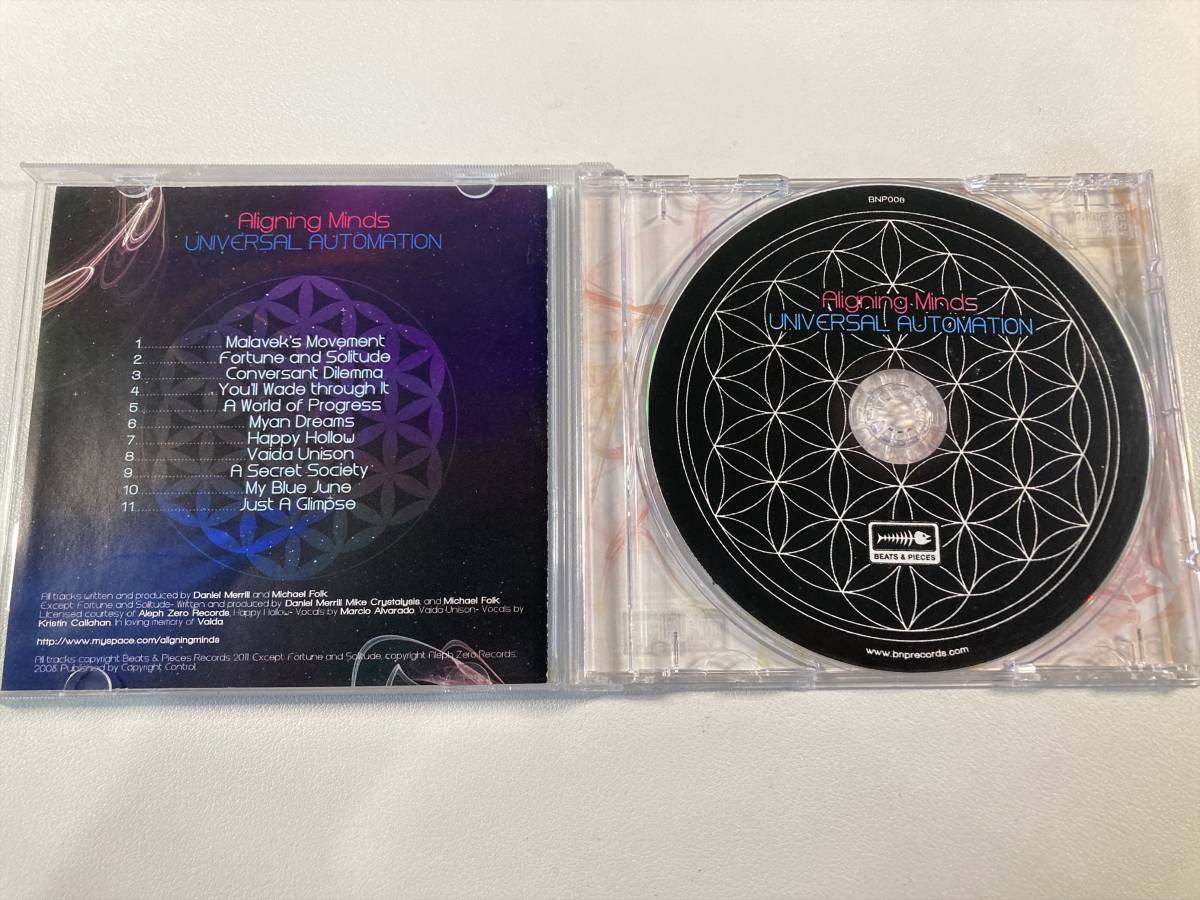 Aligning Minds
UNIVERSAL AUTOMATION
1 Malavek's Movement
2 Fortune and Solitude
3 Conversant Dilemma
4 You'll Wade through It
5 A World of Progress
6 Myan Dreams
7 Happy Hollow
8 Vaida Unison
9 A Secret Society
10 My Blue June
11 Just A Glimpse
All tracks written and produced by Daniel Merrill and Michael Folk
Except: Fortune and Solitude- Written and produced by Daniel Merrill Mike Crystalysis, and Michael Folk
Licensed courtesy of Aleph Zero Records. Happy Hollow- Vocals by Marcio Alvarado. Vaida Unison- Vocals by
Kristin Callahan. In loving memory of Vaida
http://www.myspace.com/aligningminds
All tracks copyright Beats & Pieces Records 2011. Except: Fortune and Solitude, copyright Aleph Zero Records.
2008. Published by Copyright Control.
BNP006
Aligning Minds
UNIVERSAL AUTOMATION
BEATS & PIECES
www.bnprecords.com